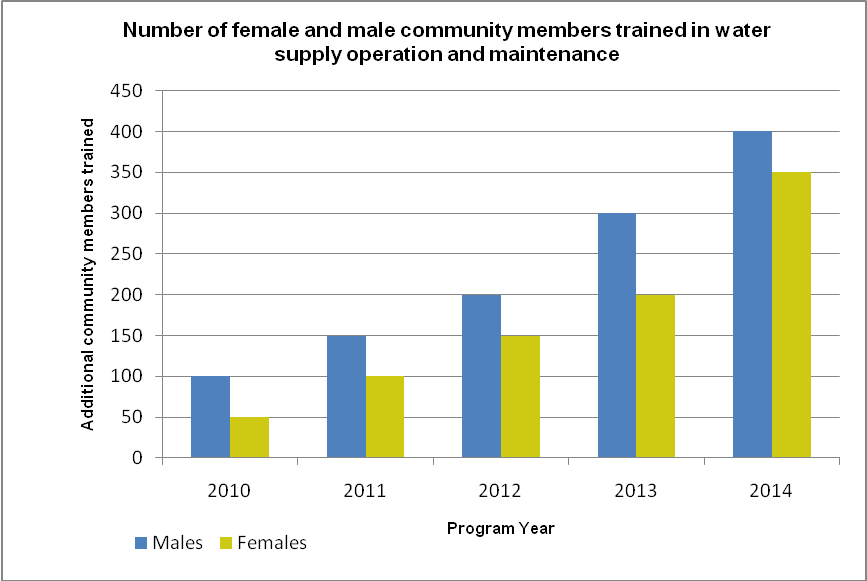 Number of female and male community members trained in water
supply operation and maintenance
Additional community members trained
450
400
350
300
250
200
150
100
50
0
2010 2011 2012 2013 2014
Program Year
Males Females